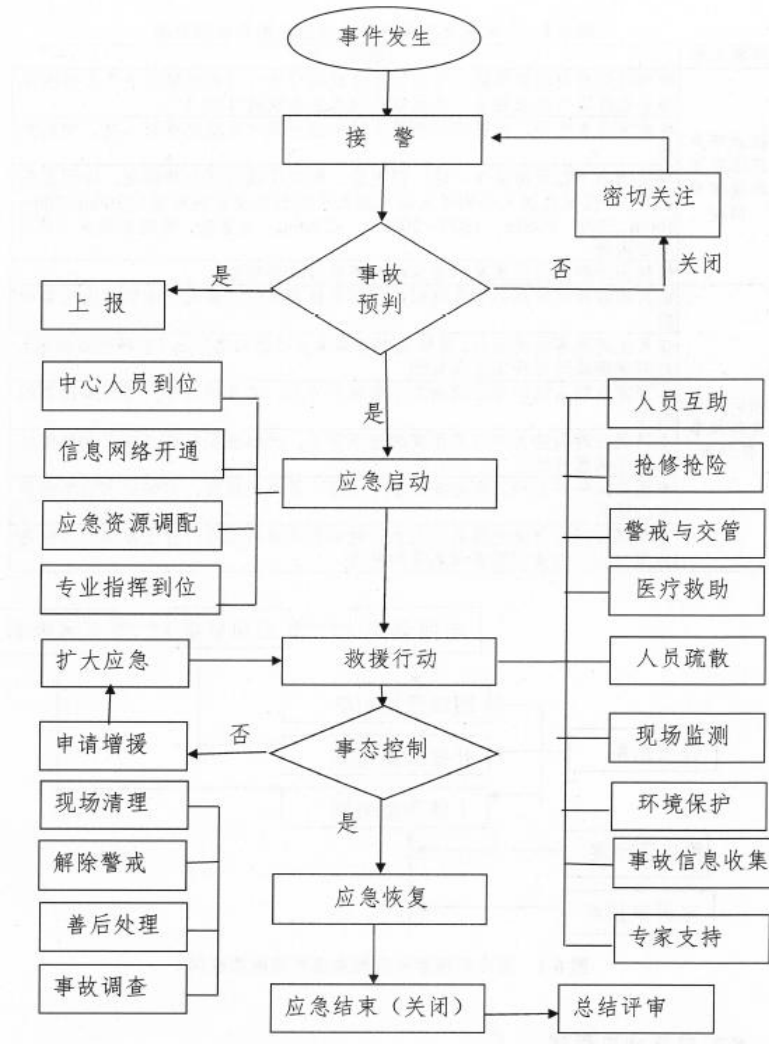 事件发生
接 警
密切关注
事故
预判
是
否
关闭
上 报
中心人员到位
信息网络开通
应急资源调配
专业指挥到位
是
应急启动
人员互助
抢修抢险
警戒与交管
医疗救助
人员疏散
现场监测
环境保护
事故信息收集
专家支持
扩大应急
救援行动
申请增援
否
事态控制
是
现场清理
解除警戒
善后处理
事故调查
应急恢复
应急结束（关闭）
总结评审